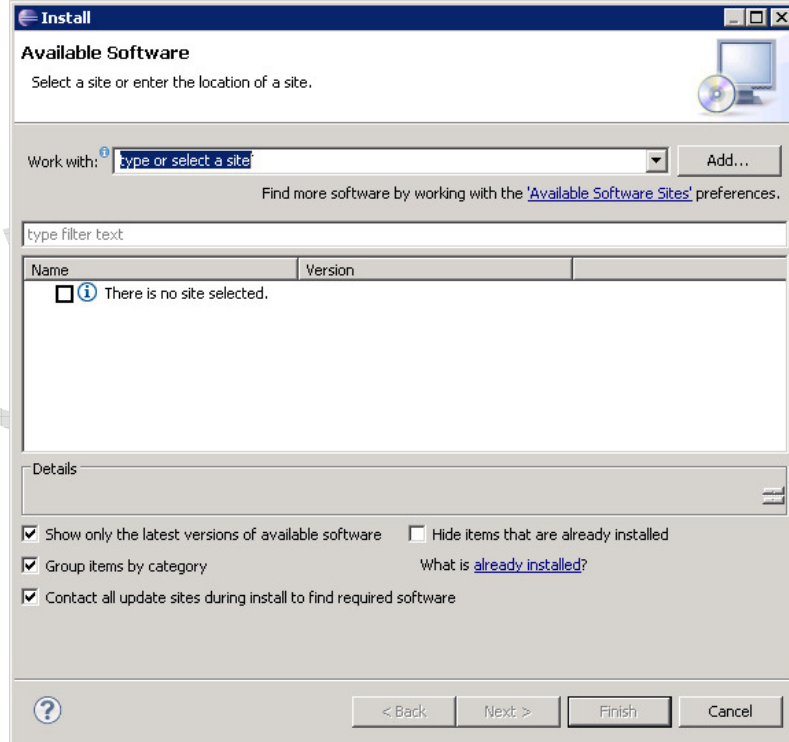 Install
Available Software
Select a site or enter the location of a site.
Work with: type or select a site Add...
Find more software by working with the 'Available Software Sites' preferences.
type filter text
Name Version
There is no site selected.
Details
Show only the latest versions of available software Hide items that are already installed
Group items by category What is already installed?
Contact all update sites during install to find required software
? < Back Next > Finish Cancel